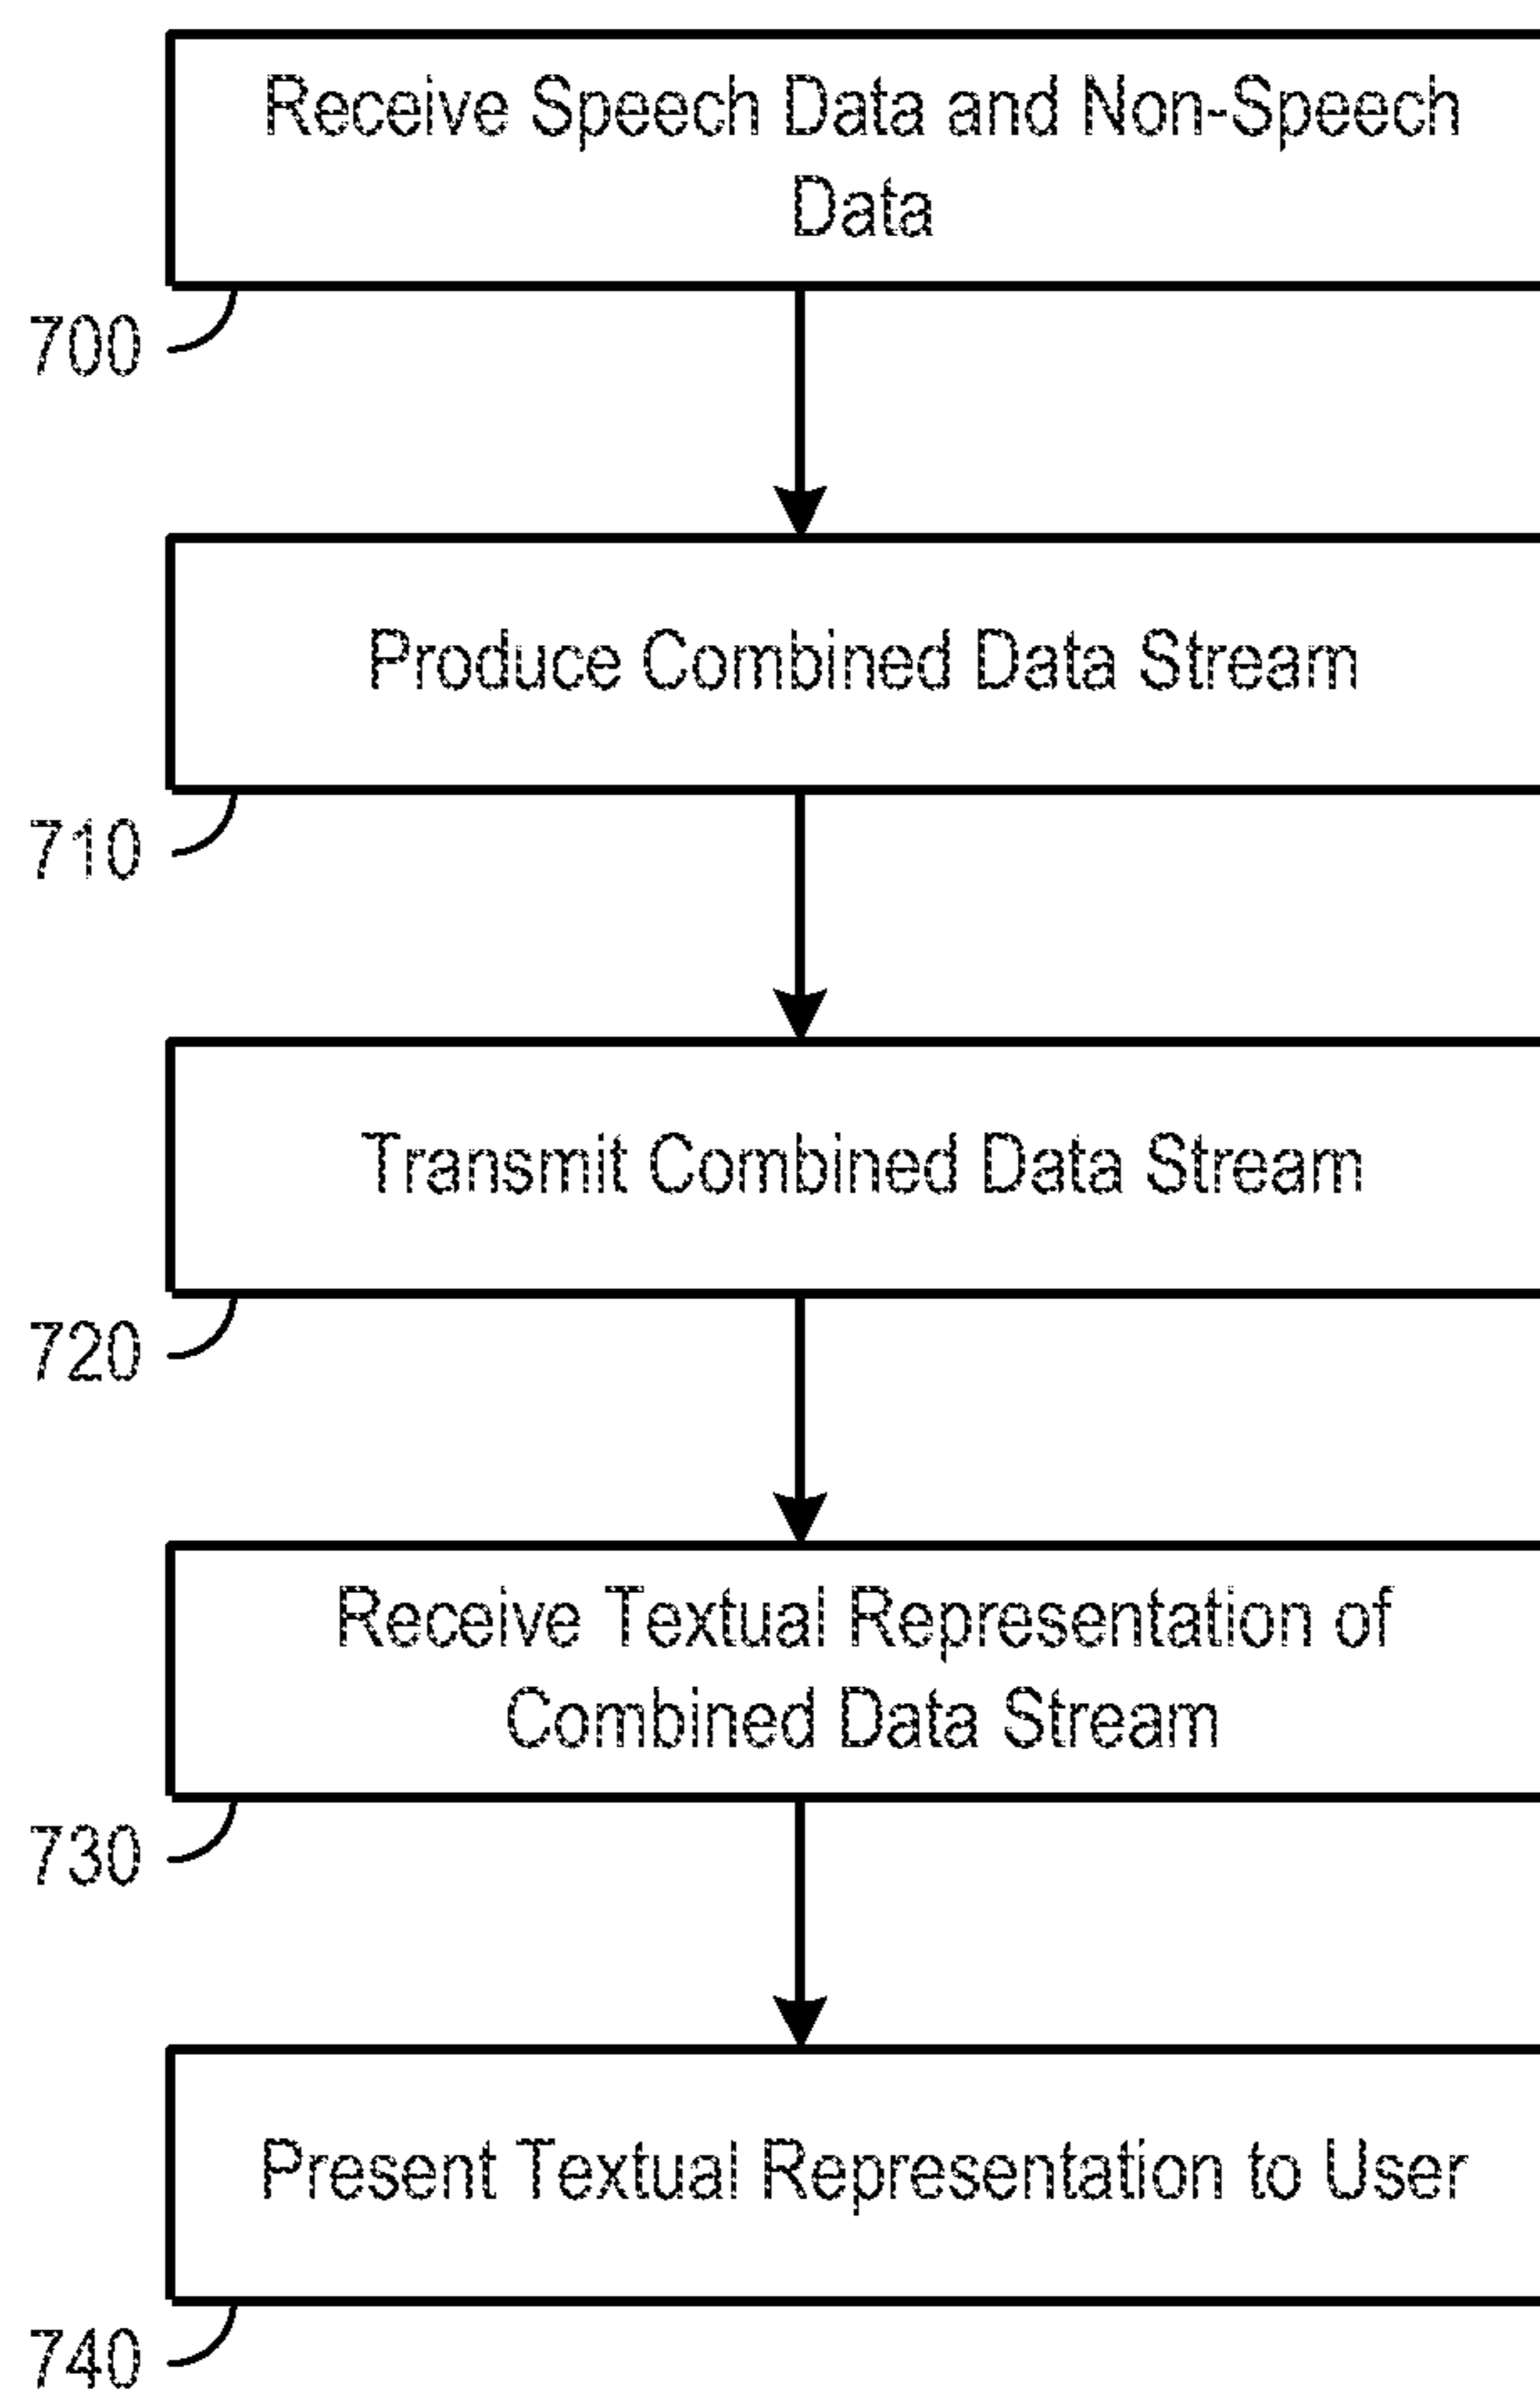 Receive Speech Data and Non-Speech
Data
700
Produce Combined Data Stream
710
Transmit Combined Data Stream
720
Receive Textual Representation of
Combined Data Stream
730
Present Textual Representation to User
740